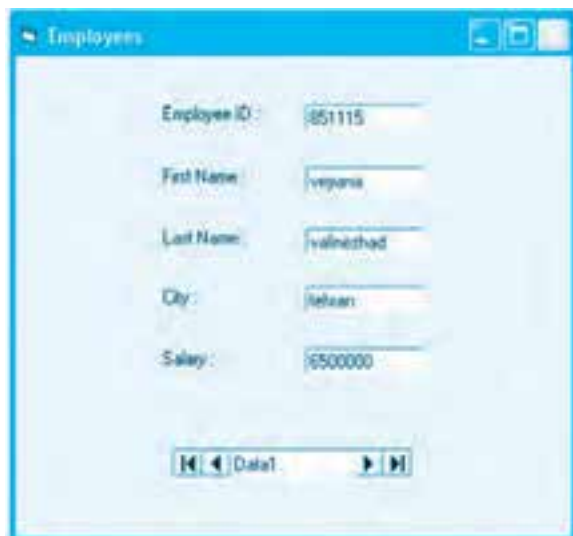 Employees
Employee ID : 851115
First Name :
Last Name : valinezhad
City : tehran
Salary : 6500000
Data1